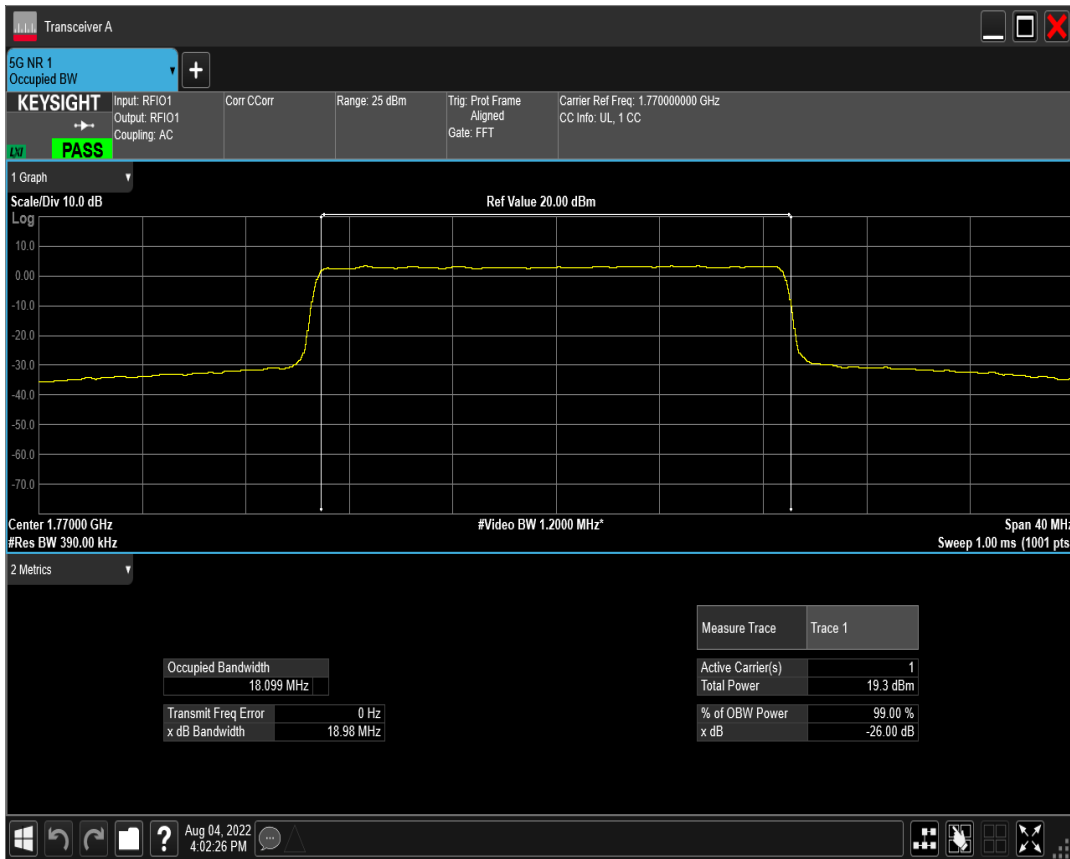 Transceiver A
5G NR 1
Occupied BW
+
KEYSIGHT
LXI
PASS
Input: RFIO1
Output: RFIO1
Coupling: AC
Corr CCorr
Range: 25 dBm
Trig: Prot Frame
Aligned
Gate: FFT
Carrier Ref Freq: 1.770000000 GHz
CC Info: UL, 1 CC
1 Graph
Scale/Div 10.0 dB
Ref Value 20.00 dBm
Log
10.0
0.00
-10.0
-20.0
-30.0
-40.0
-50.0
-60.0
-70.0
Center 1.77000 GHz
#Video BW 1.2000 MHz*
Span 40 MHz
#Res BW 390.00 kHz
Sweep 1.00 ms (1001 pts
2 Metrics
Measure Trace Trace 1
Occupied Bandwidth
18.099 MHz
Active Carrier(s) 1
Total Power 19.3 dBm
Transmit Freq Error 0 Hz
x dB Bandwidth 18.98 MHz
% of OBW Power 99.00 %
x dB -26.00 dB
?
Aug 04, 2022
4:02:26 PM